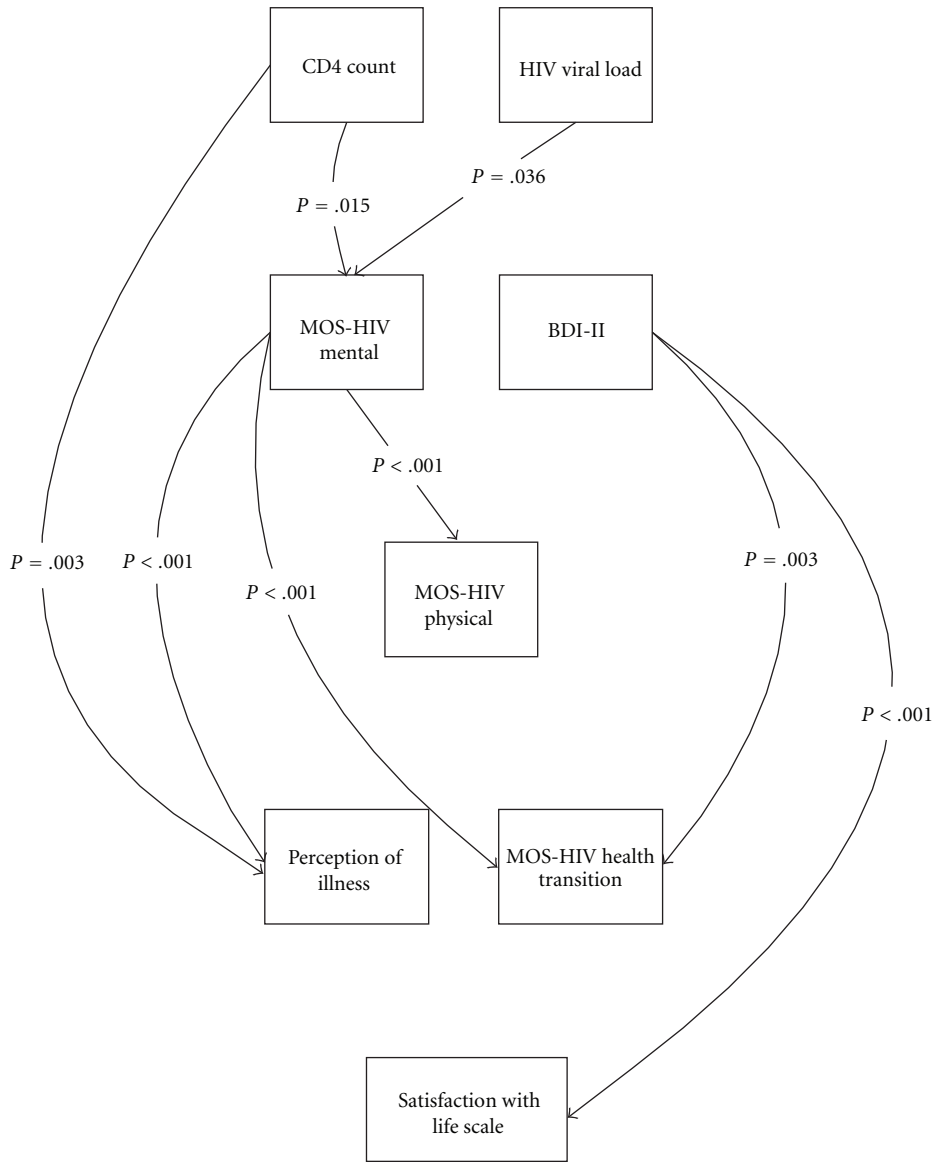 CD4 count
HIV viral load
P = .036
P = .015
MOS-HIV
mental
BDI-II
P < .001
P = .003
P < .001
P < .001
P = .003
MOS-HIV
physical
P < .001
Perception of
illness
MOS-HIV health
transition
Satisfaction with
life scale